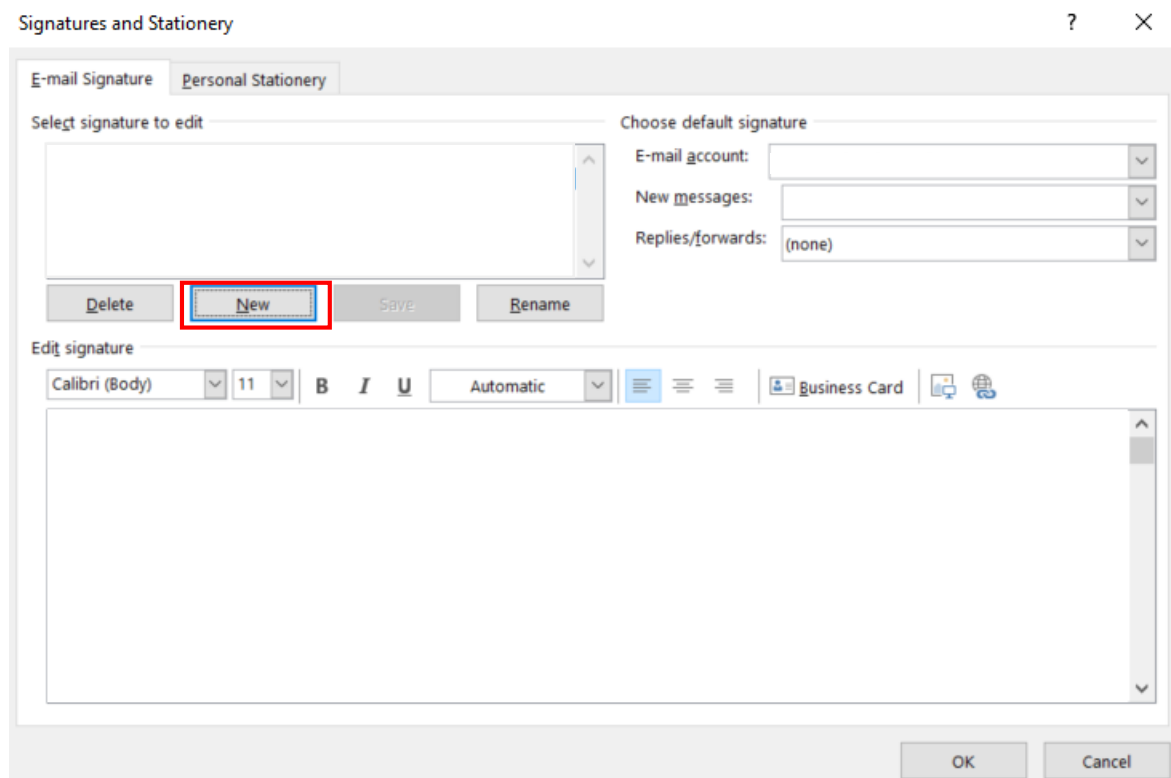 Signatures and Stationery ?
E-mail Signature Personal Stationery
Select signature to edit
Choose default signature
E-mail account:
New messages:
Replies/forwards: (none)
Delete New Save Rename
Edit signature
Calibri (Body) 11 B I U Automatic Business Card
OK Cancel